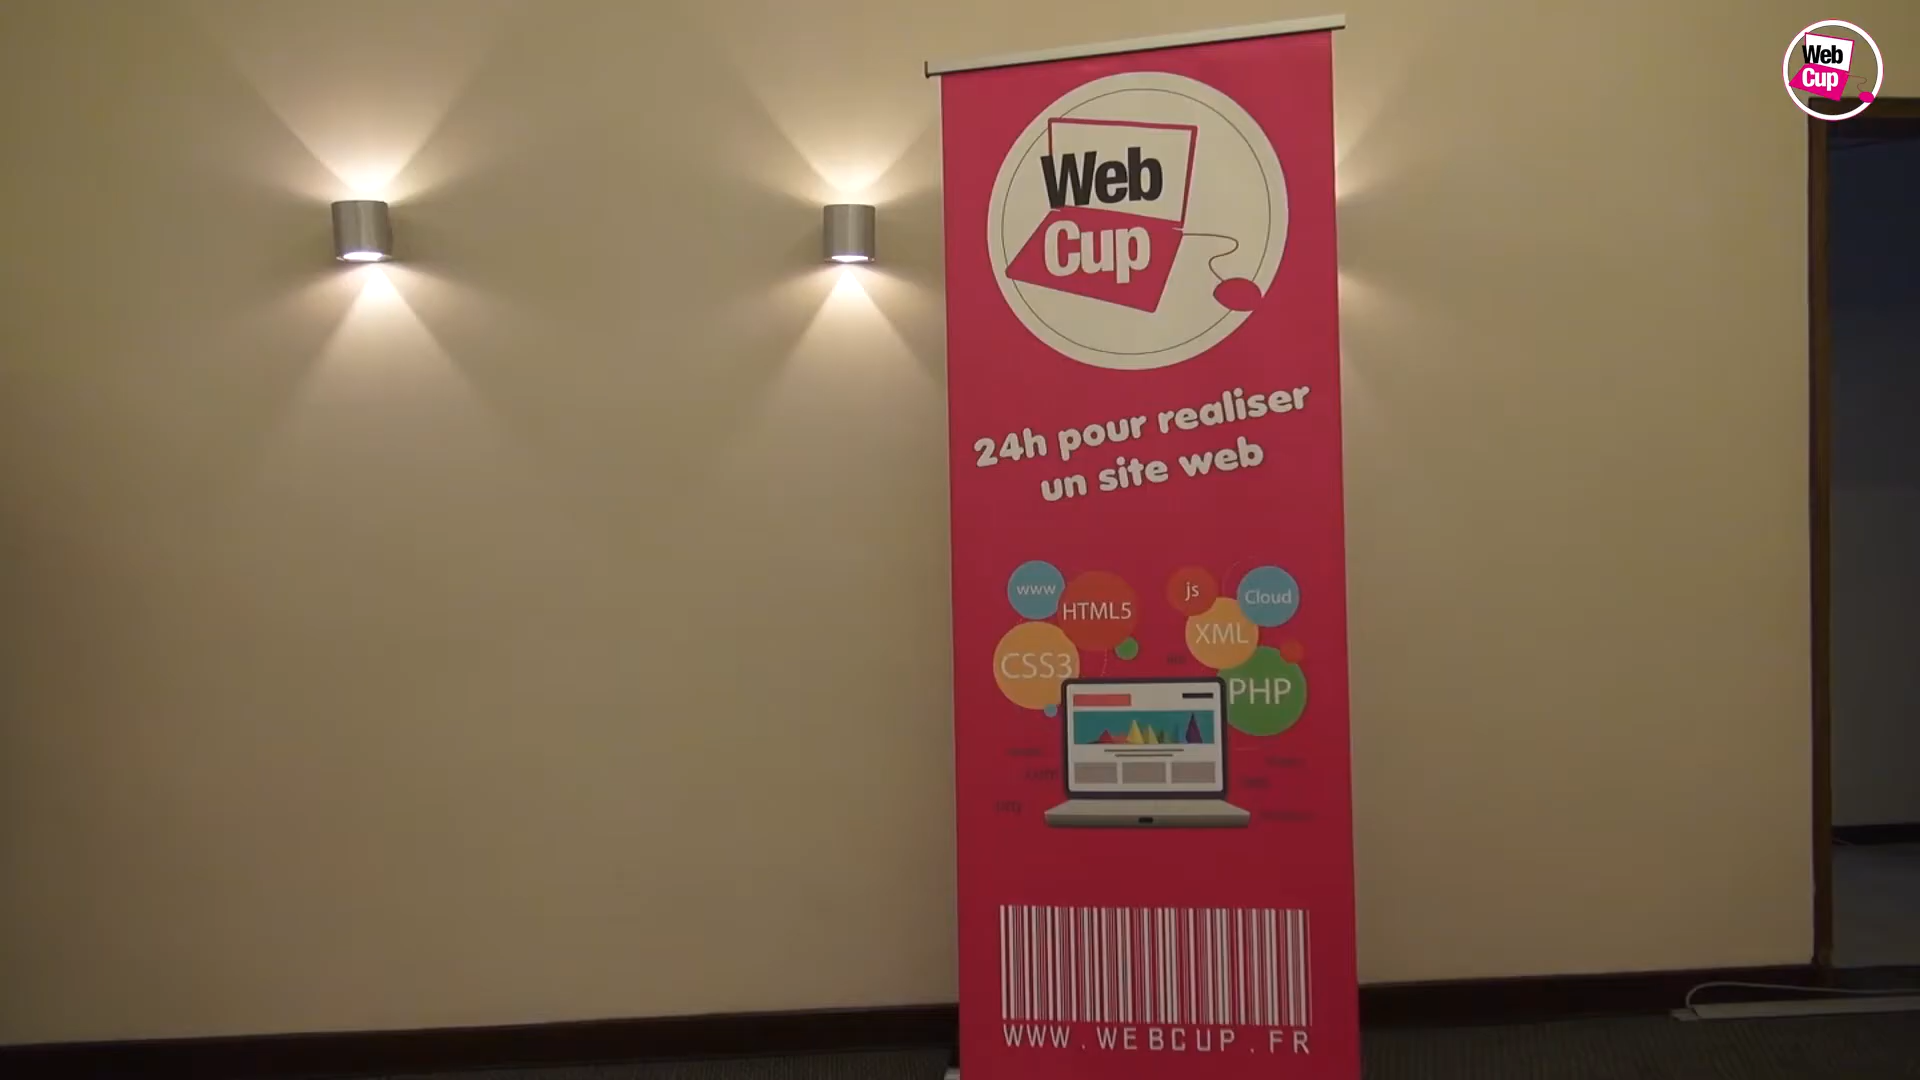 Web
Cup
Web
Cup
24h pour realiser
un site web
www
HTML5
js
Cloud
XML
CSS3
PHP
WWW.WEBCUP.FR